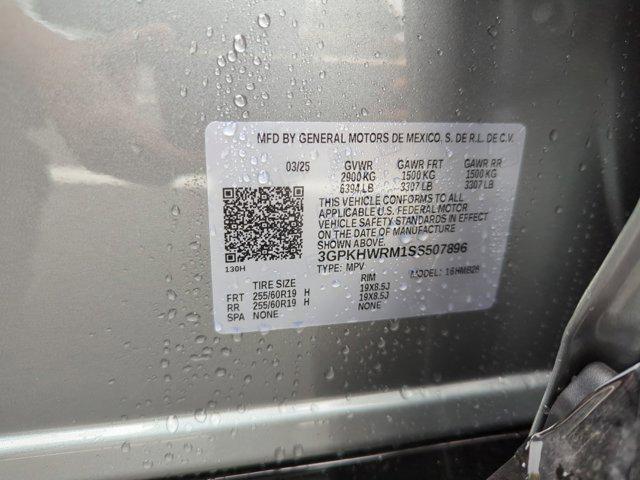 MFD BY GENERAL MOTORS DE MEXICO, S. DE R.L. DE C.V.
03/25 GVWR GAWR FRT GAWR RR
2900 KG 1500 KG 1500 KG
6394 LB 3307 LB 3307 LB
THIS VEHICLE CONFORMS TO ALL
APPLICABLE U.S. FEDERAL MOTOR
VEHICLE SAFETY STANDARDS IN EFFECT
ON THE DATE OF MANUFACTURE
SHOWN ABOVE.
3GPKHWRM1SS507896
130H TYPE: MPV MODEL: 16HMB26
TIRE SIZE RIM
FRT 255/60R19 H 19X8.5J
RR 255/60R19 H 19X8.5J
SPA NONE NONE